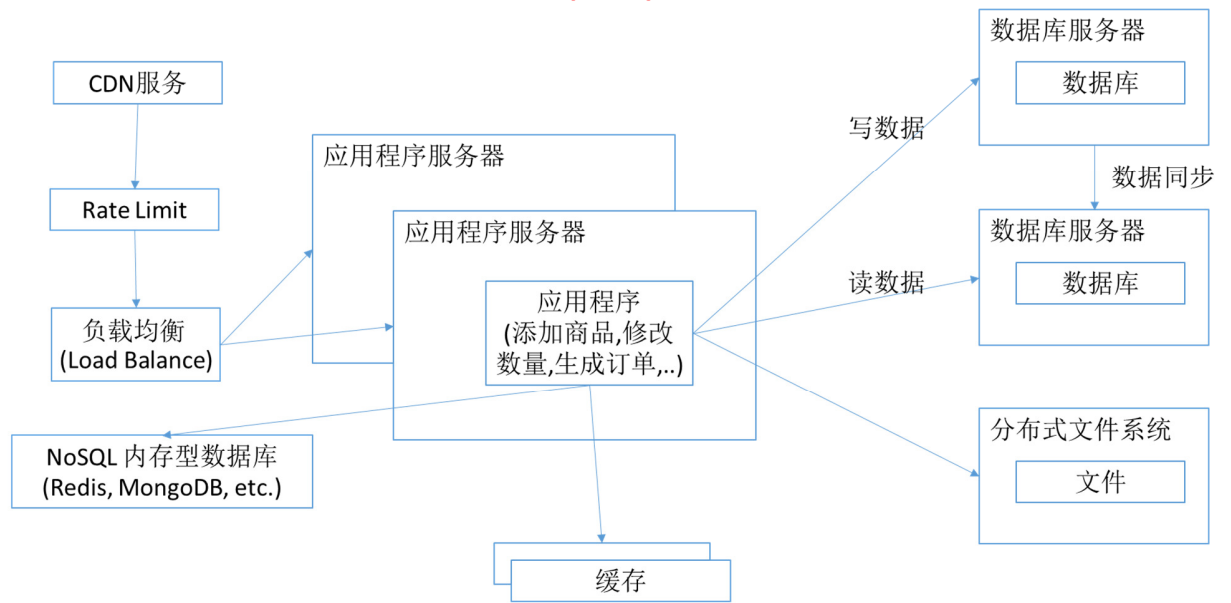 CDN服务
Rate Limit
负载均衡
(Load Balance)
应用程序服务器
应用程序服务器
应用程序
(添加商品,修改
数量,生成订单,..)
NoSQL 内存型数据库
(Redis, MongoDB, etc.)
缓存
写数据
读数据
数据库服务器
数据库
数据同步
数据库服务器
数据库
分布式文件系统
文件